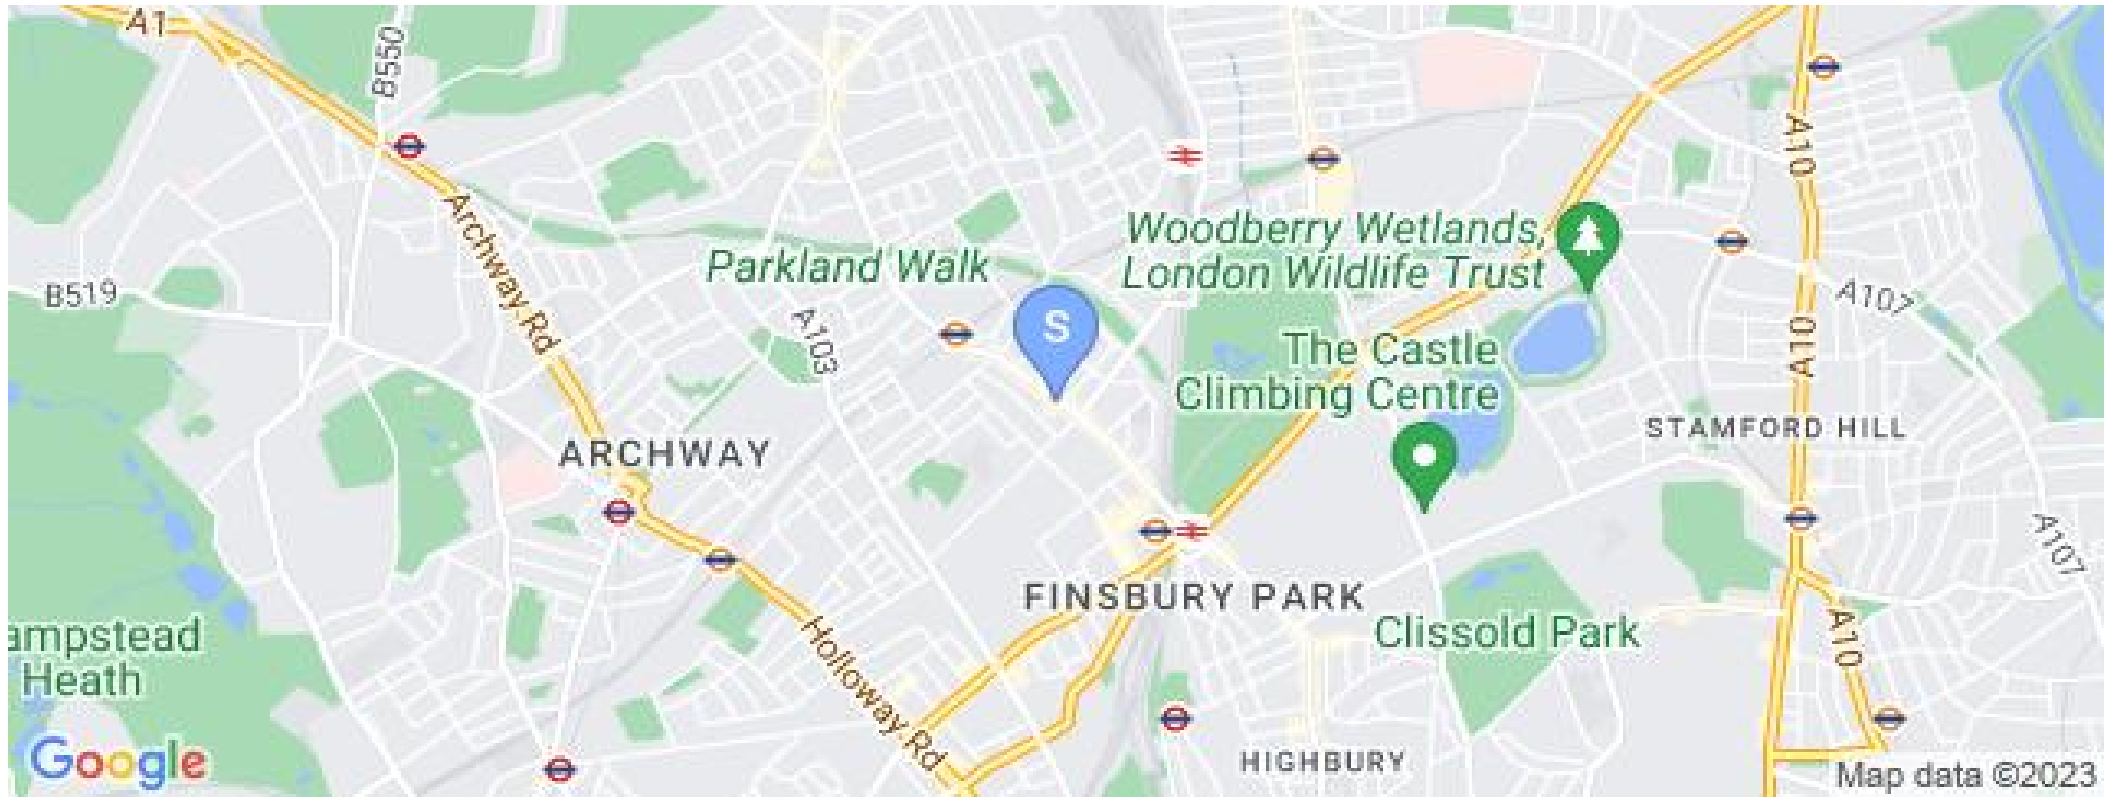 A1
B550
Archway Rd
Woodberry Wetlands,
London Wildlife Trust
Parkland Walk
B519
A103
S
The Castle
Climbing Centre
A10
A107
A10
STAMFORD HILL
ARCHWAY
FINSBURY PARK
Clissold Park
A107
A10
ampstead
Heath
Holloway Rd
HIGHBURY
Google
Map data ©2023